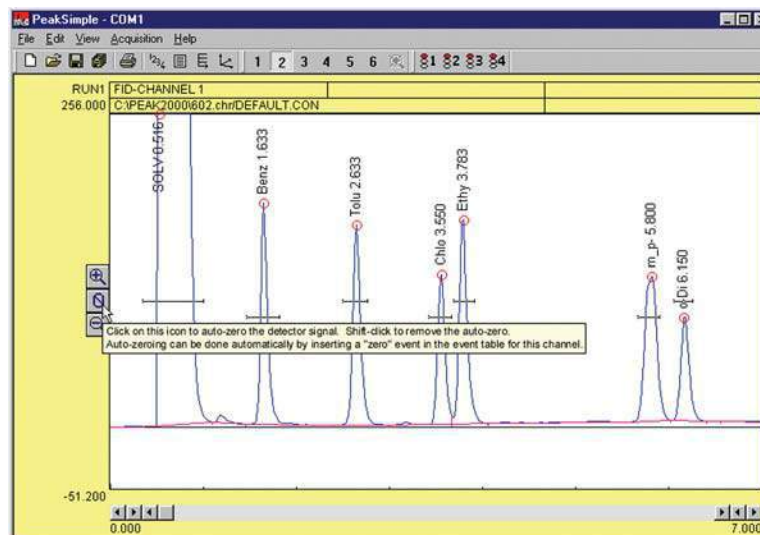 PeakSimple - COM1
File Edit View Acquisition Help
1 2 3 4 5 6 1 2 3 4
RUN1 FID-CHANNEL 1
256.000 C:\PEAK2000\602.chr/DEFAULT.CON
SOLV 0.516
Benz 1.633
Tolu 2.633
Chlo 3.550
Ethy 3.783
m_p- 5.800
o-Di 6.150
Click on this icon to auto-zero the detector signal. Shift-click to remove the auto-zero.
Auto-zeroing can be done automatically by inserting a "zero" event in the event table for this channel.
-51.200
0.000 7.000